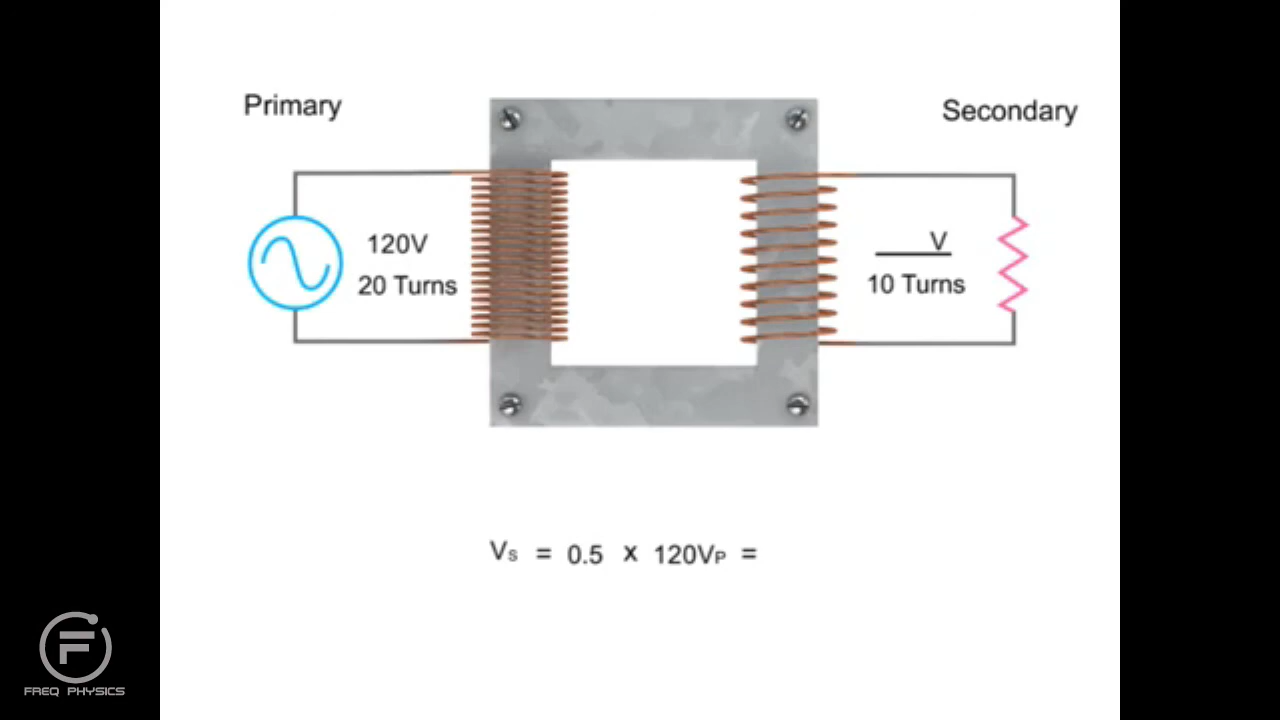 Primary
Secondary
120V
20 Turns
V
10 Turns
Vs = 0.5 x 120VP =
F
FREQ PHYSICS